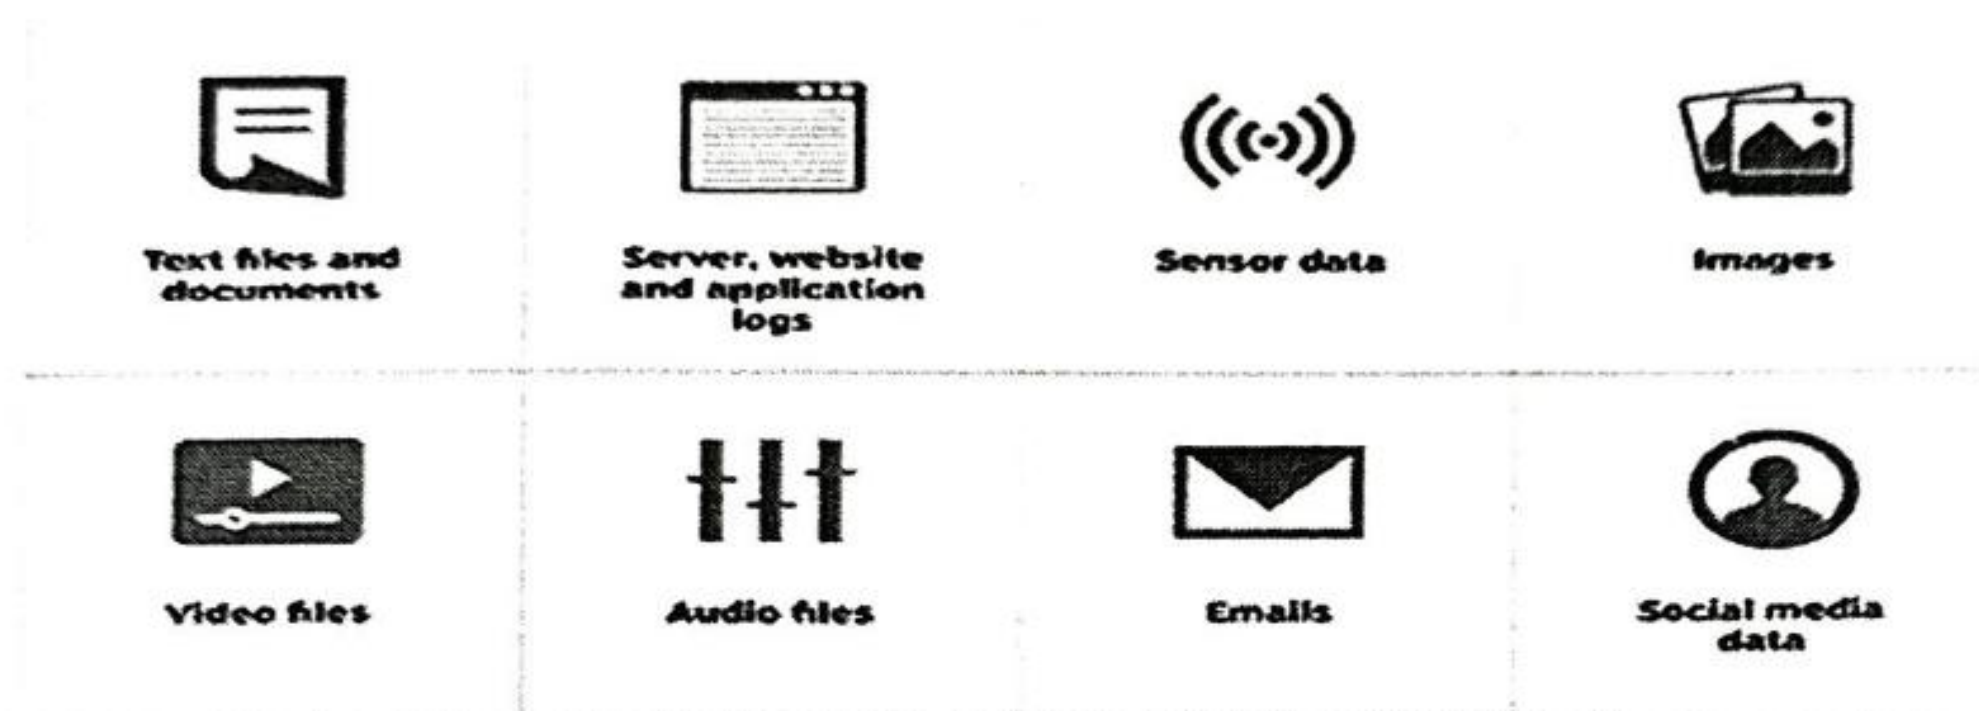 Text files and
documents
Server, website
and application
logs
Sensor data
Images
Video files
Audio files
Emails
Social media
data